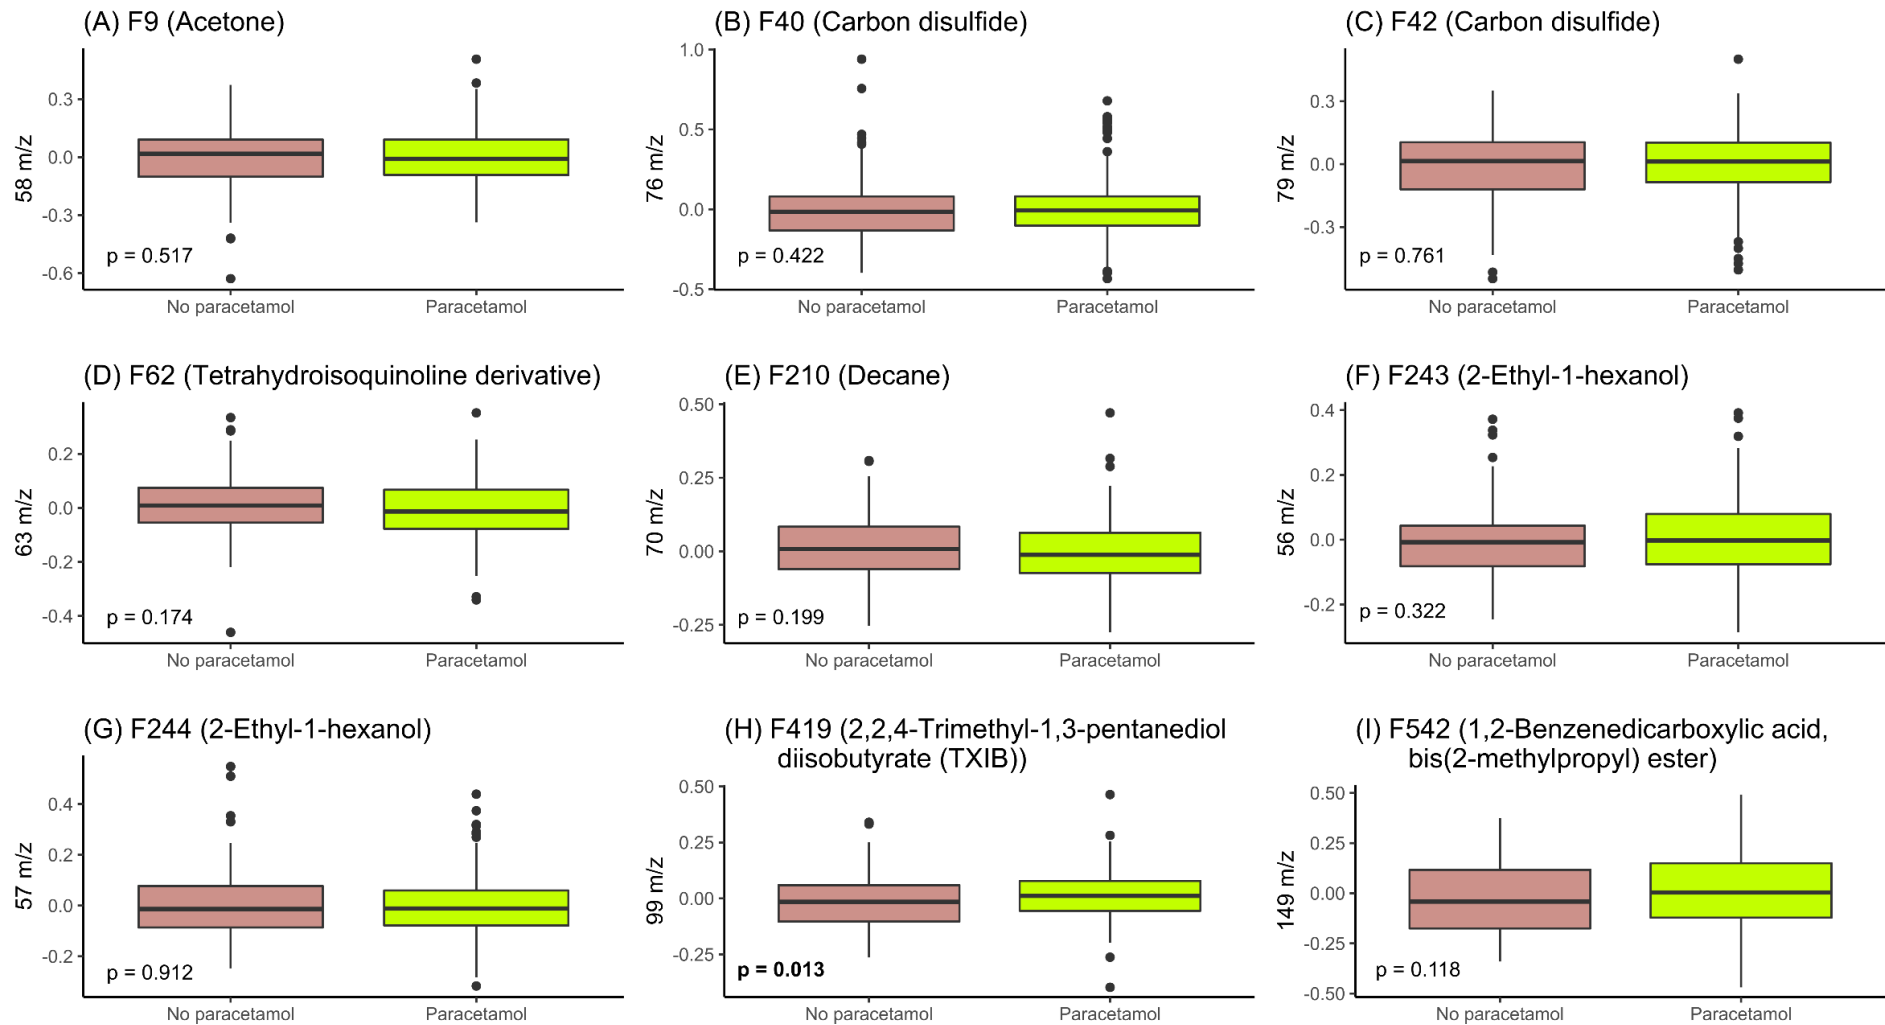 (A) F9 (Acetone)
(B) F40 (Carbon disulfide)
(C) F42 (Carbon disulfide)
58 m/z
0.3
0.0
-0.3
-0.6
p = 0.517
No paracetamol
Paracetamol
76 m/z
1.0
0.5
0.0
-0.5
p = 0.422
No paracetamol
Paracetamol
79 m/z
0.3
0.0
-0.3
p = 0.761
No paracetamol
Paracetamol
(D) F62 (Tetrahydroisoquinoline derivative)
(E) F210 (Decane)
(F) F243 (2-Ethyl-1-hexanol)
63 m/z
0.2
0.0
-0.2
-0.4
p = 0.174
No paracetamol
Paracetamol
70 m/z
0.50
0.25
0.00
-0.25
p = 0.199
No paracetamol
Paracetamol
56 m/z
0.4
0.2
0.0
-0.2
p = 0.322
No paracetamol
Paracetamol
(G) F244 (2-Ethyl-1-hexanol)
(H) F419 (2,2,4-Trimethyl-1,3-pentanediol
diisobutyrate (TXIB))
(I) F542 (1,2-Benzenedicarboxylic acid,
bis(2-methylpropyl) ester)
57 m/z
0.4
0.2
0.0
-0.2
p = 0.912
No paracetamol
Paracetamol
99 m/z
0.50
0.25
0.00
-0.25
p = 0.013
No paracetamol
Paracetamol
149 m/z
0.50
0.25
0.00
-0.25
-0.50
p = 0.118
No paracetamol
Paracetamol